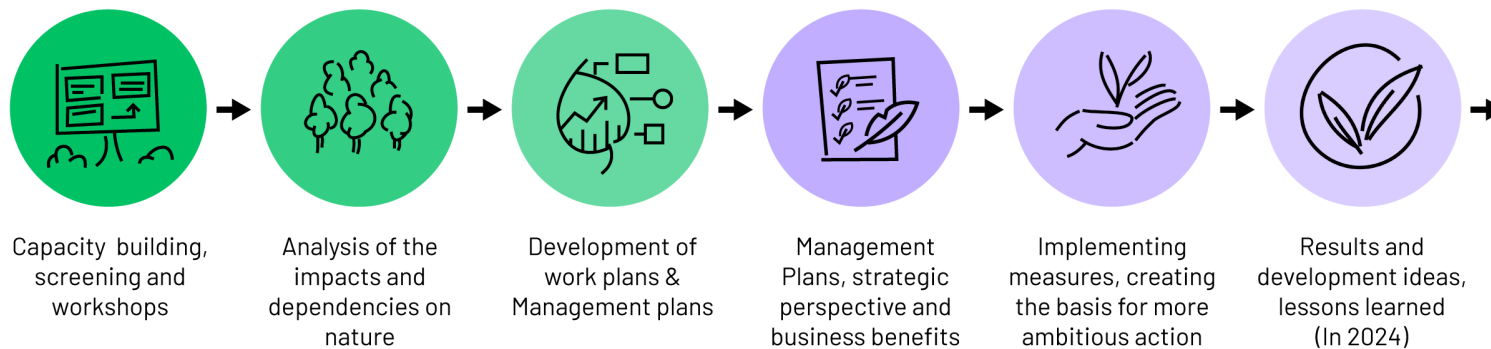 Capacity  building,
screening and
workshops
Analysis of the
impacts and
dependencies on
nature
Development of
work plans &
Management plans
Management
Plans, strategic
perspective and
business benefits
Implementing
measures, creating
the basis for more
ambitious action
Results and
development ideas,
lessons learned
(In 2024)